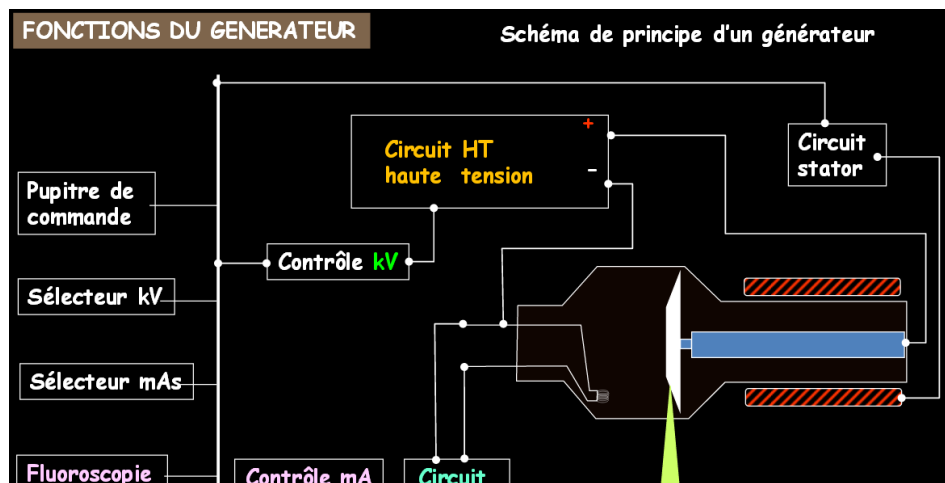 FONCTIONS DU GENERATEUR
Schéma de principe d'un générateur
+
Circuit HT
haute tension
-
Circuit
stator
Pupitre de
commande
Contrôle kV
Sélecteur kV
Sélecteur mAs
Fluoroscopie
Contrôle mA
Circuit